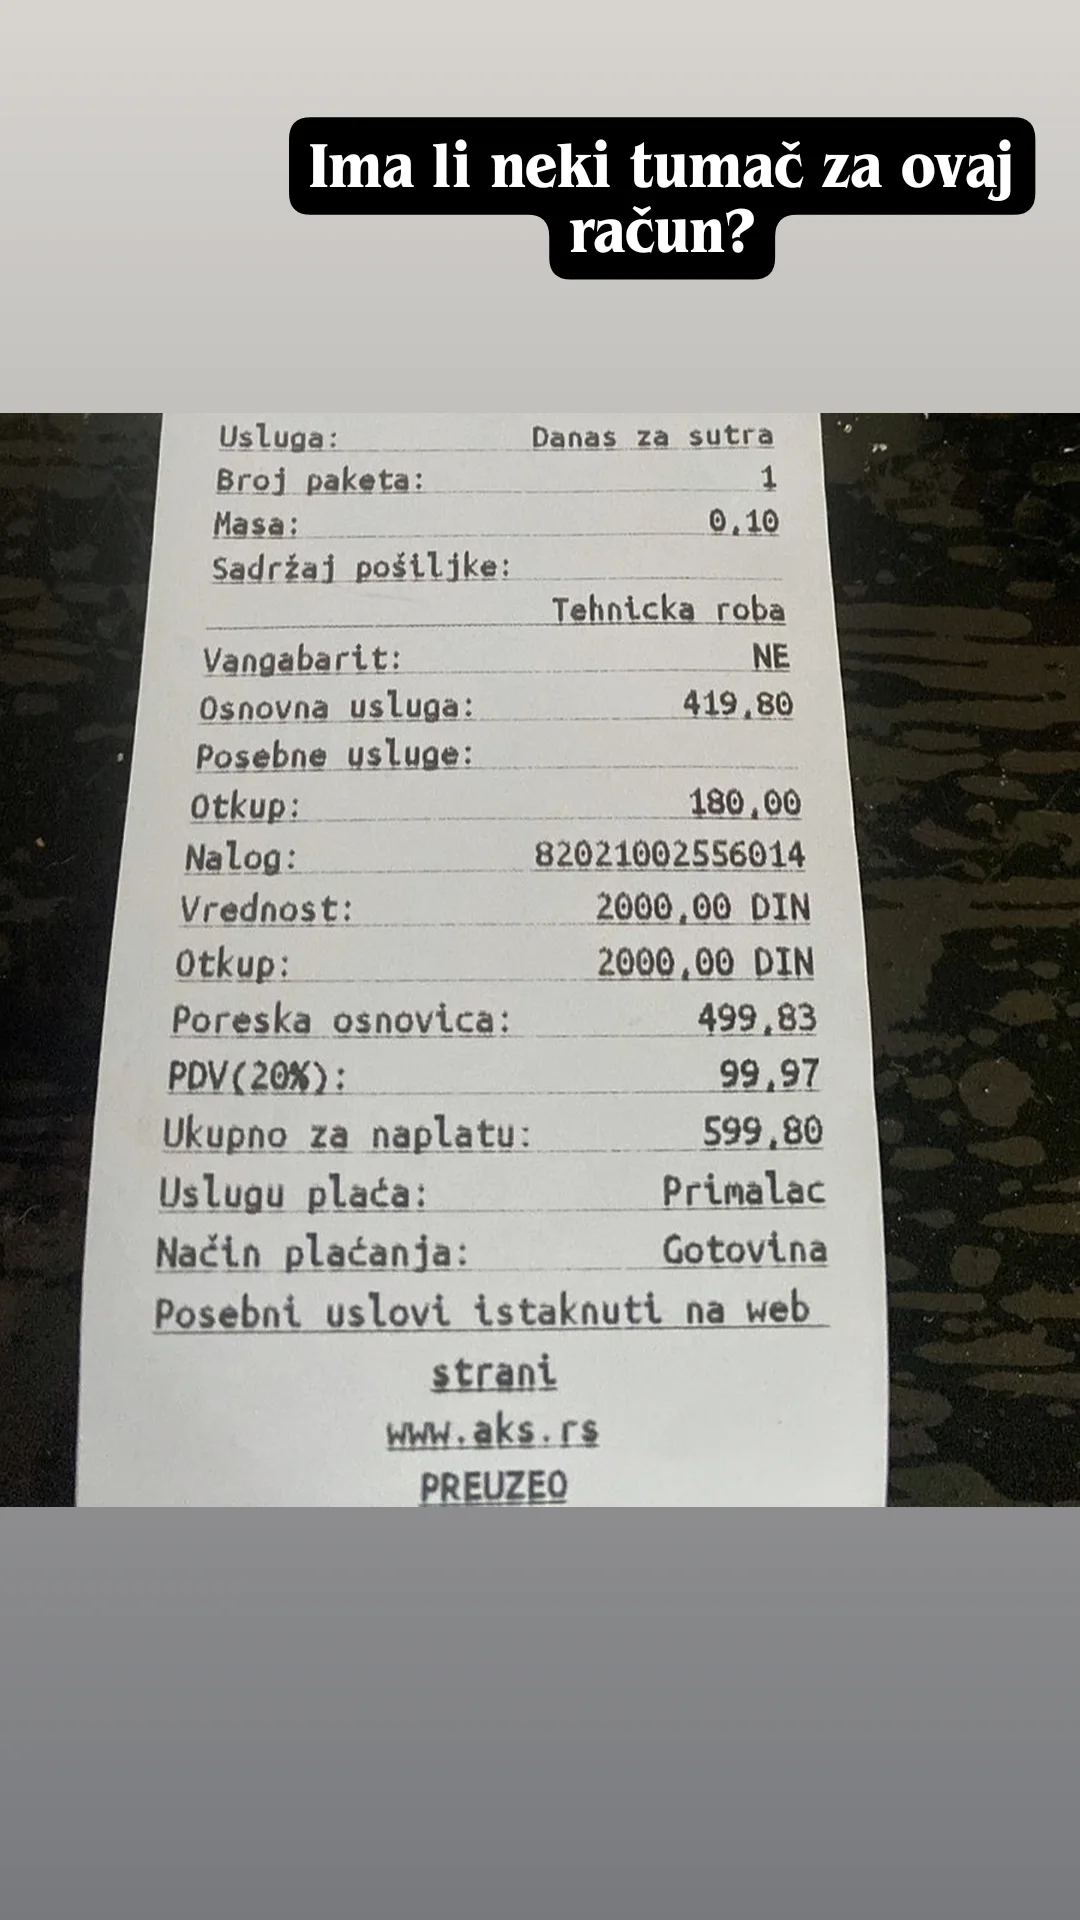 Ima li neki tumač za ovaj
račun?
Usluga: Danas za sutra
Broj paketa: 1
Masa: 0,10
Sadržaj pošiljke:
Tehnicka roba
Vangabarit: NE
Osnovna usluga: 419,80
Posebne usluge:
Otkup: 180,00
Nalog: 82021002556014
Vrednost: 2000,00 DIN
Otkup: 2000,00 DIN
Poreska osnovica: 499,83
PDV(20%): 99,97
Ukupno za naplatu: 599,80
Uslugu plaća: Primalac
Način plaćanja: Gotovina
Posebni uslovi istaknuti na web
strani
www.aks.rs
PREUZEO